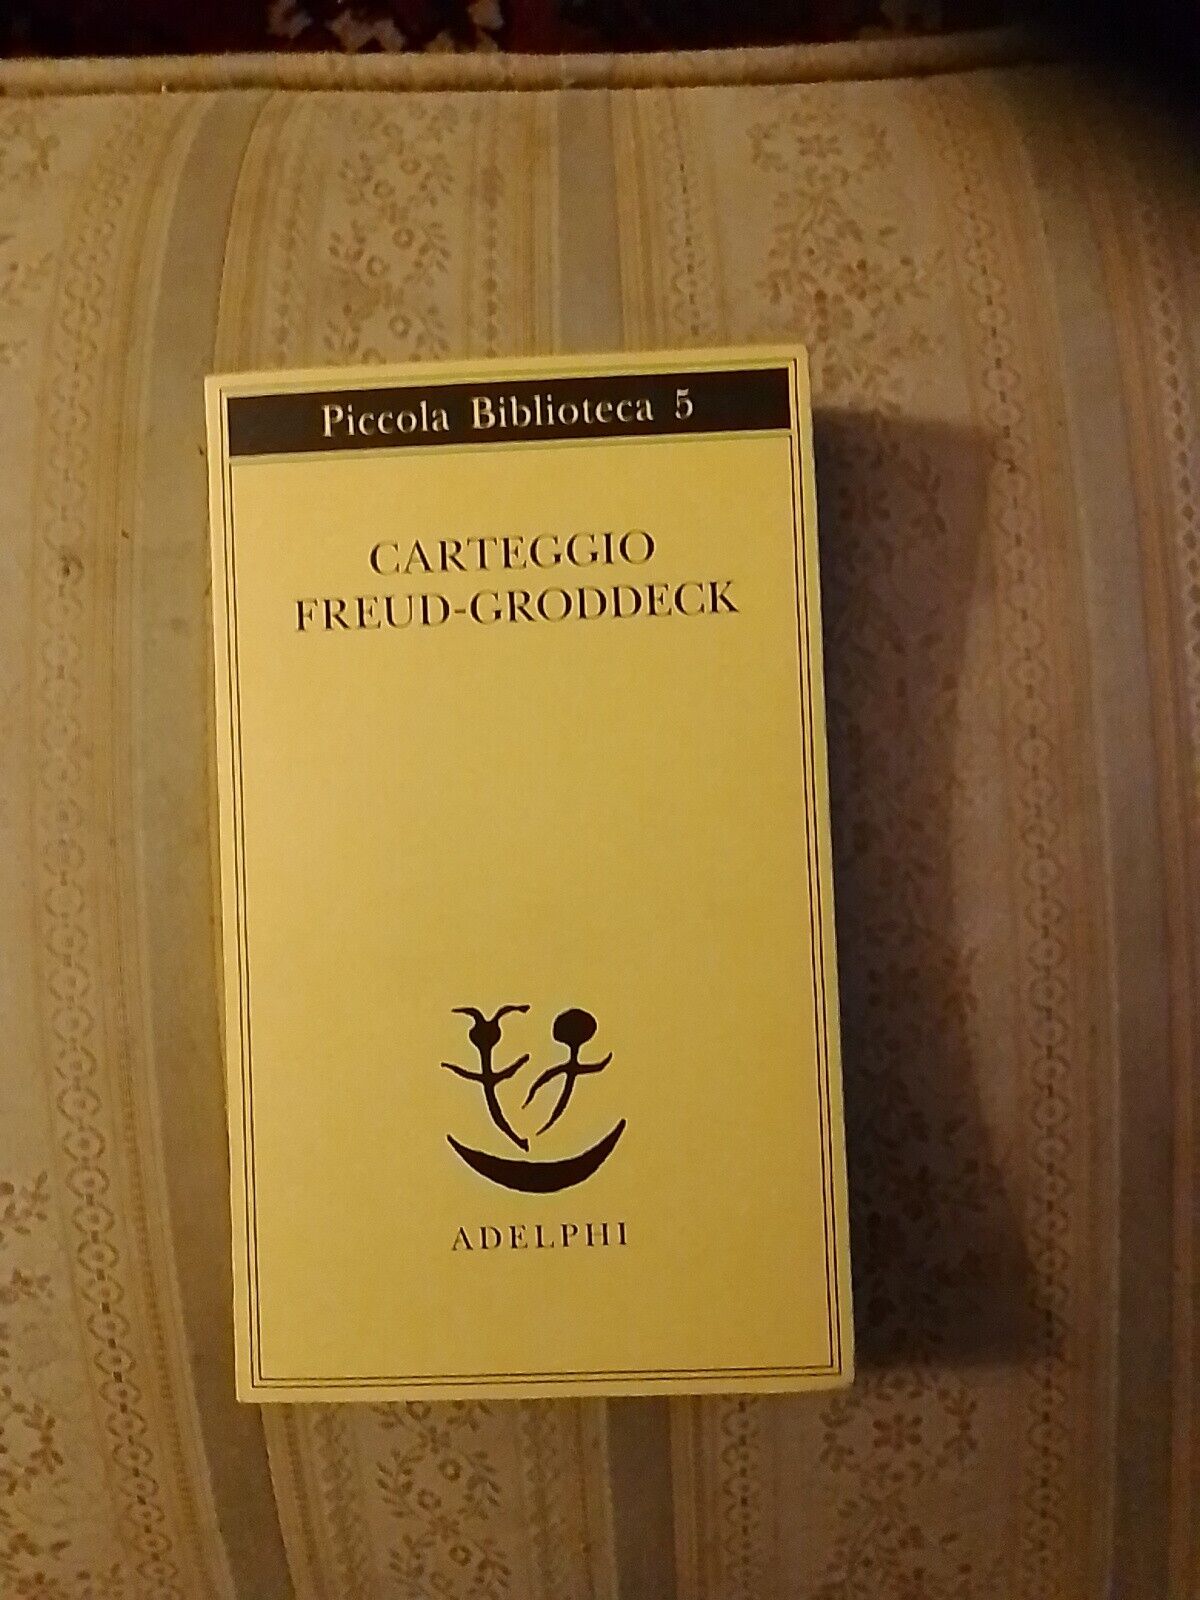 Piccola Biblioteca 5
CARTEGGIO
FREUD-GRODDECK
ADELPHI